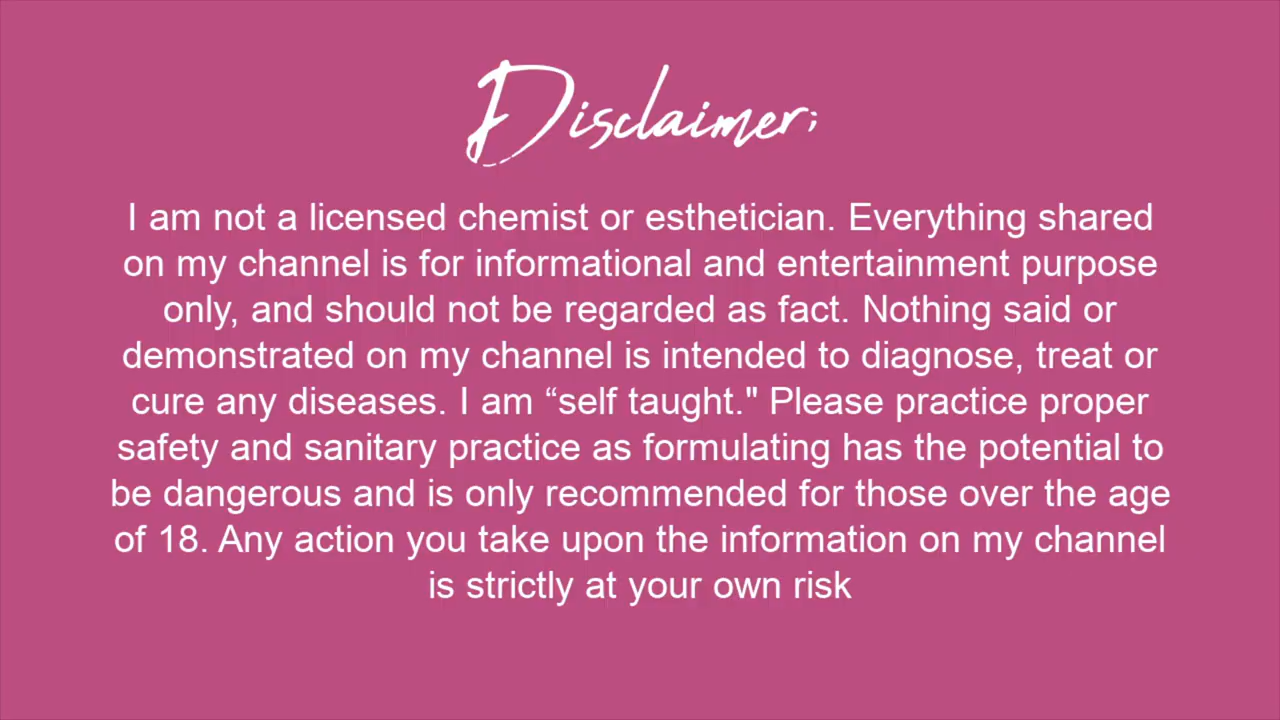 Disclaimer;
I am not a licensed chemist or esthetician. Everything shared
on my channel is for informational and entertainment purpose
only, and should not be regarded as fact. Nothing said or
demonstrated on my channel is intended to diagnose, treat or
cure any diseases. I am “self taught." Please practice proper
safety and sanitary practice as formulating has the potential to
be dangerous and is only recommended for those over the age
of 18. Any action you take upon the information on my channel
is strictly at your own risk